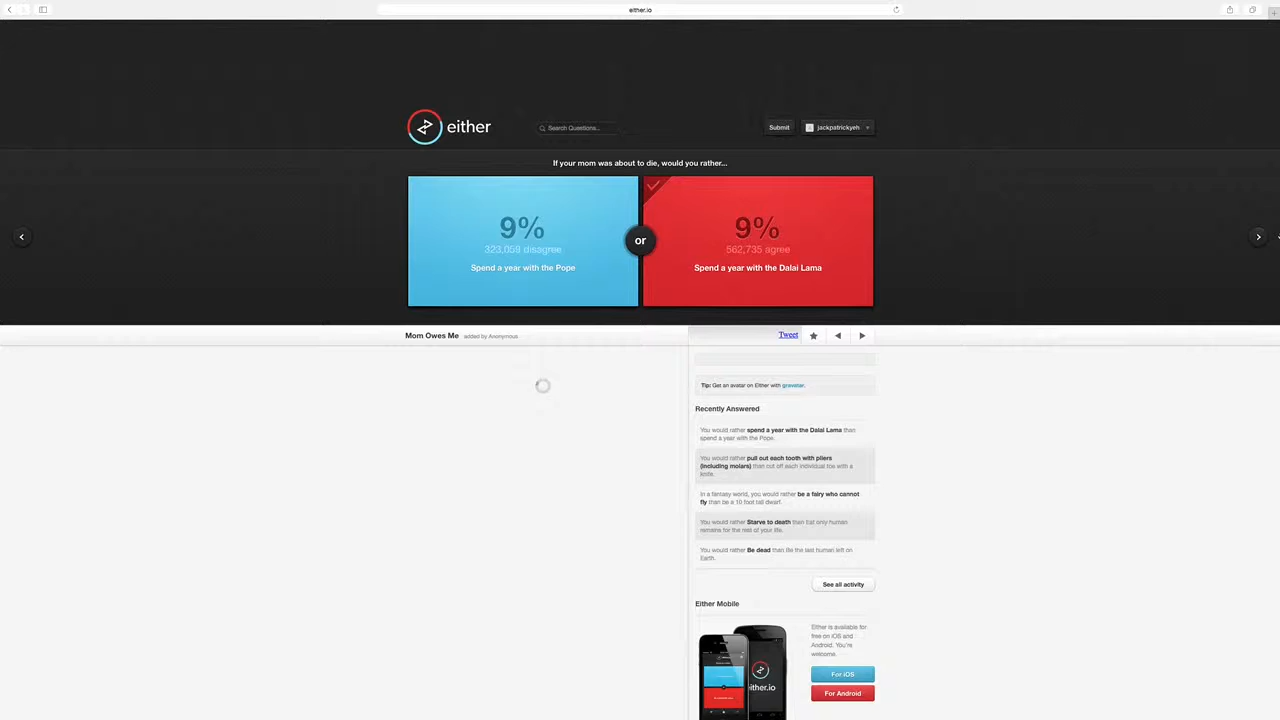 either.io
either
Search Questions...
Submit
jackpatrickyeh
If your mom was about to die, would you rather...
9%
323,059 disagree
Spend a year with the Pope
or
9%
562,735 agree
Spend a year with the Dalai Lama
Mom Owes Me added by Anonymous
Tweet
Tip: Get an avatar on Either with gravatar.
Recently Answered
You would rather spend a year with the Dalai Lama than
spend a year with the Pope.
You would rather pull out each tooth with pliers
(including molars) than cut off each individual toe with a
knife.
In a fantasy world, you would rather be a fairy who cannot
fly than be a 10 foot tall dwarf.
You would rather Starve to death than Eat only human
remains for the rest of your life.
You would rather Be dead than Be the last human left on
Earth.
See all activity
Either Mobile
Either is available for
free on iOS and
Android. You're
welcome.
For iOS
For Android
either.io